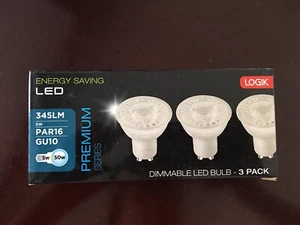 ENERGY SAVING
LED
LOGIK
345LM
5W
PAR16
GU10
5W 50W
PREMIUM
SERIES
DIMMABLE LED BULB - 3 PACK